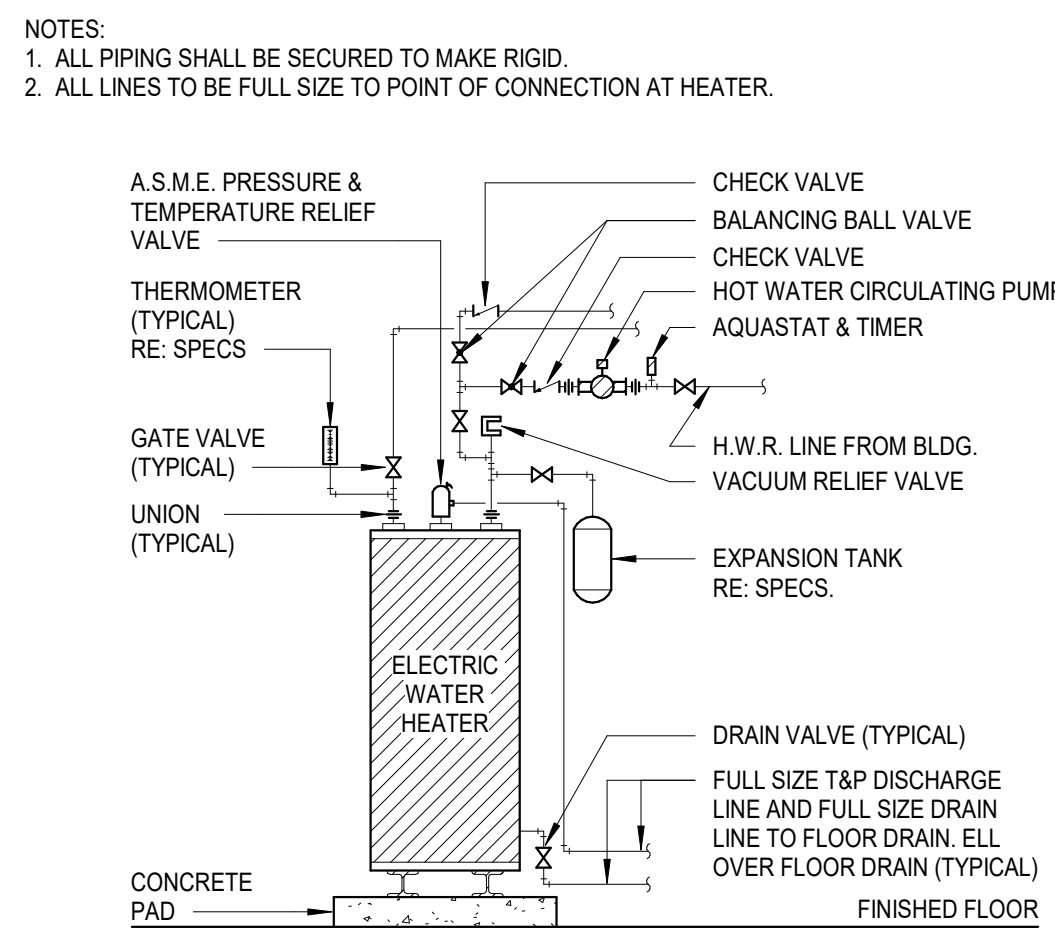 NOTES:
1. ALL PIPING SHALL BE SECURED TO MAKE RIGID.
2. ALL LINES TO BE FULL SIZE TO POINT OF CONNECTION AT HEATER.
A.S.M.E. PRESSURE &
TEMPERATURE RELIEF
VALVE
THERMOMETER
(TYPICAL)
RE: SPECS
GATE VALVE
(TYPICAL)
UNION
(TYPICAL)
CHECK VALVE
BALANCING BALL VALVE
CHECK VALVE
HOT WATER CIRCULATING PUMP
AQUASTAT & TIMER
H.W.R. LINE FROM BLDG.
VACUUM RELIEF VALVE
EXPANSION TANK
RE: SPECS.
ELECTRIC
WATER
HEATER
DRAIN VALVE (TYPICAL)
FULL SIZE T&P DISCHARGE
LINE AND FULL SIZE DRAIN
LINE TO FLOOR DRAIN. ELL
OVER FLOOR DRAIN (TYPICAL)
CONCRETE
PAD
FINISHED FLOOR